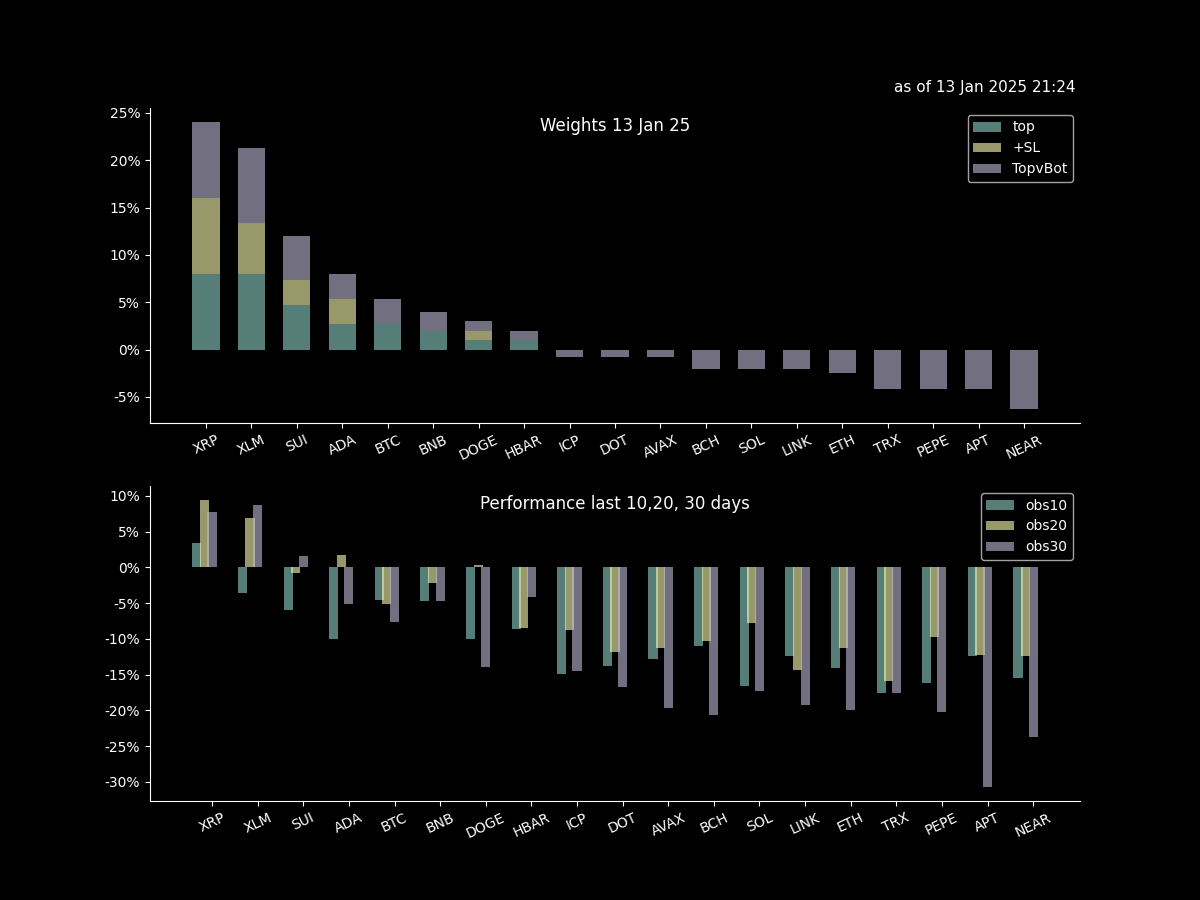 as of 13 Jan 2025 21:24
Weights 13 Jan 25
top
+SL
TopvBot
25%
20%
15%
10%
5%
0%
-5%
XRP XLM SUI ADA BTC BNB DOGE HBAR ICP DOT AVAX BCH SOL LINK ETH TRX PEPE APT NEAR
Performance last 10,20, 30 days
obs10
obs20
obs30
10%
5%
0%
-5%
-10%
-15%
-20%
-25%
-30%
XRP XLM SUI ADA BTC BNB DOGE HBAR ICP DOT AVAX BCH SOL LINK ETH TRX PEPE APT NEAR